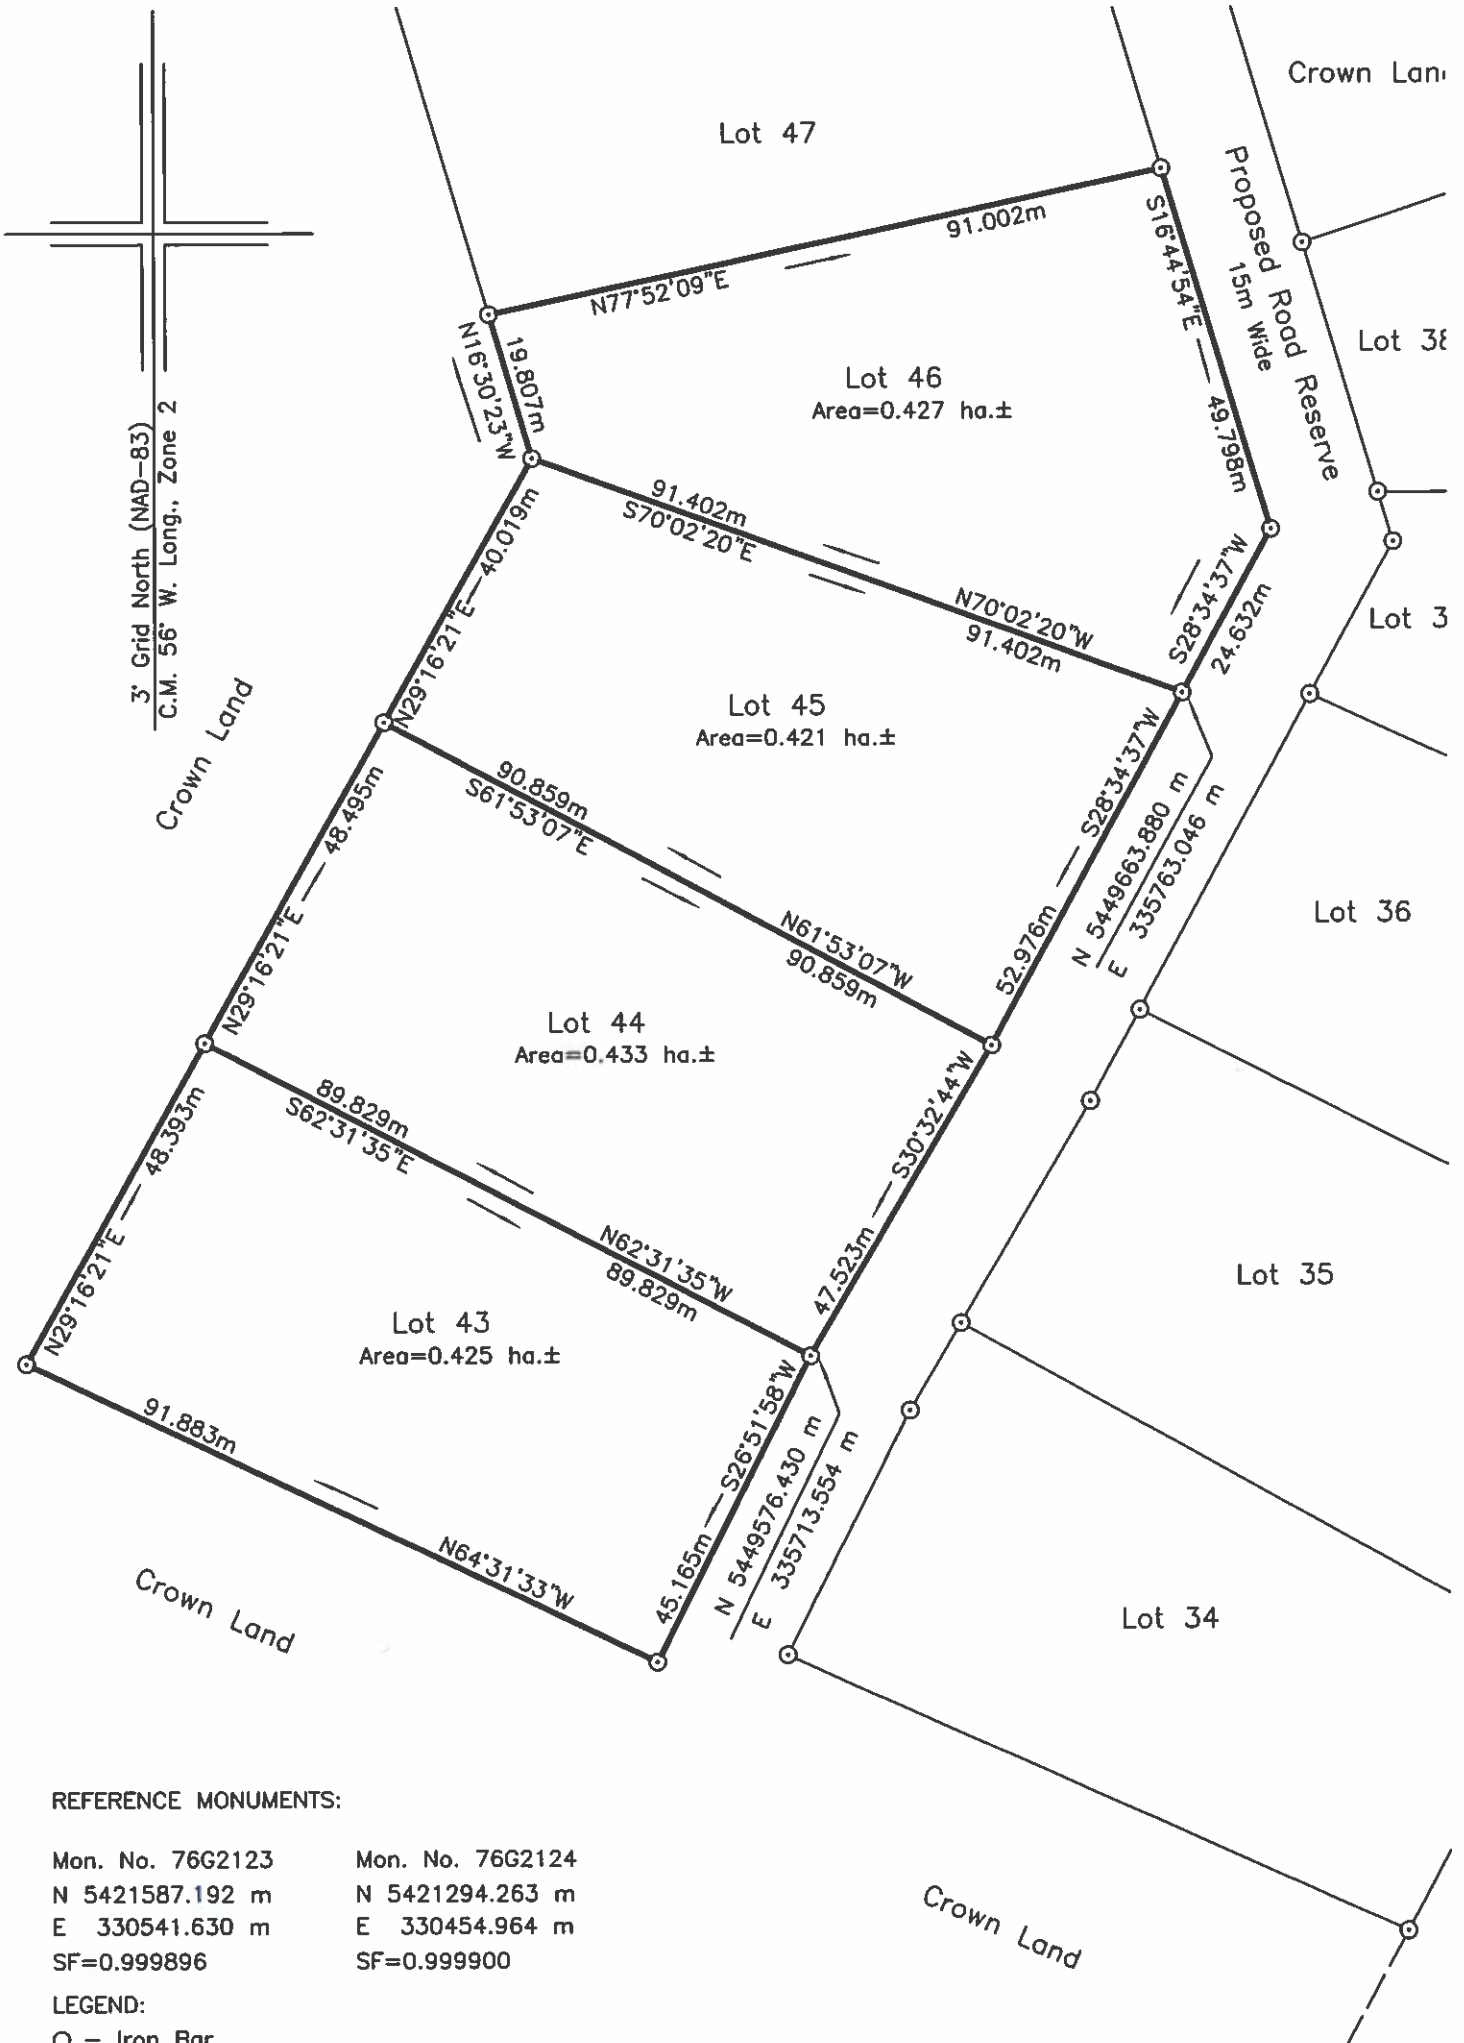 Crown
Lot 47
Proposed Road Reserve
15m Wide
91.002m
N77°52'09"E
S16°44'54"E
49.798m
N16°30'23"W
19.807m
Lot 46
Area=0.427 ha.±
Lot
3° Grid North (NAD-83)
C.M. 56° W. Long., Zone 2
N29°16'21"E
40.019m
91.402m
S70°02'20"E
N70°02'20"W
91.402m
S28°34'37"W
24.632m
Lot
Crown Land
Lot 45
Area=0.421 ha.±
S28°34'37"W
52.976m
N 5449663.880 m
E 335763.046 m
N29°16'21"E
48.495m
90.859m
S61°53'07"E
N61°53'07"W
90.859m
Lot 36
Lot 44
Area=0.433 ha.±
S30°32'44"W
47.523m
N29°16'21"E
48.393m
89.829m
S62°31'35"E
N62°31'35"W
89.829m
Lot 35
Lot 43
Area=0.425 ha.±
S26°51'58"W
45.165m
N 5449576.430 m
E 335713.554 m
91.883m
N64°31'33"W
Crown Land
Lot 34
Crown Land
REFERENCE MONUMENTS:
Mon. No. 76G2123
N 5421587.192 m
E 330541.630 m
SF=0.999896
Mon. No. 76G2124
N 5421294.263 m
E 330454.964 m
SF=0.999900
LEGEND:
O - Iron Bar